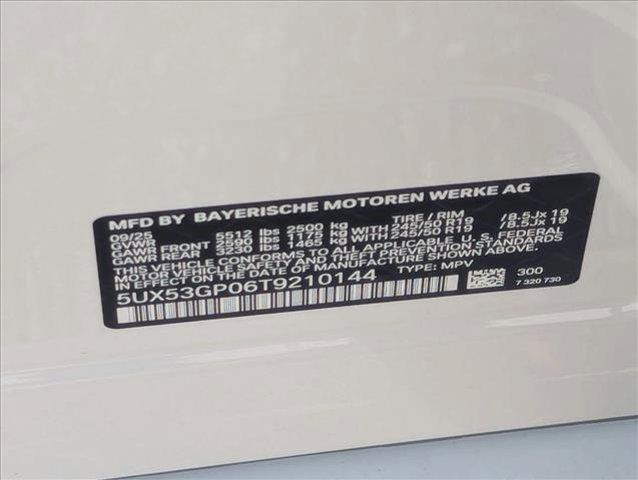 MFD BY BAYERISCHE MOTOREN WERKE AG
09/25 TIRE / RIM
GVWR 5512 lbs 2500 kg
GAWR FRONT 2590 lbs 1175 kg WITH 245/50 R19 /8.5Jx 19
GAWR REAR 3230 lbs 1465 kg WITH 245/50 R19 /8.5Jx 19
THIS VEHICLE CONFORMS TO ALL APPLICABLE U.S. FEDERAL
MOTOR VEHICLE SAFETY AND THEFT PREVENTION STANDARDS
IN EFFECT ON THE DATE OF MANUFACTURE SHOWN ABOVE.
5UX53GP06T9210144 TYPE: MPV 300
7 320 730